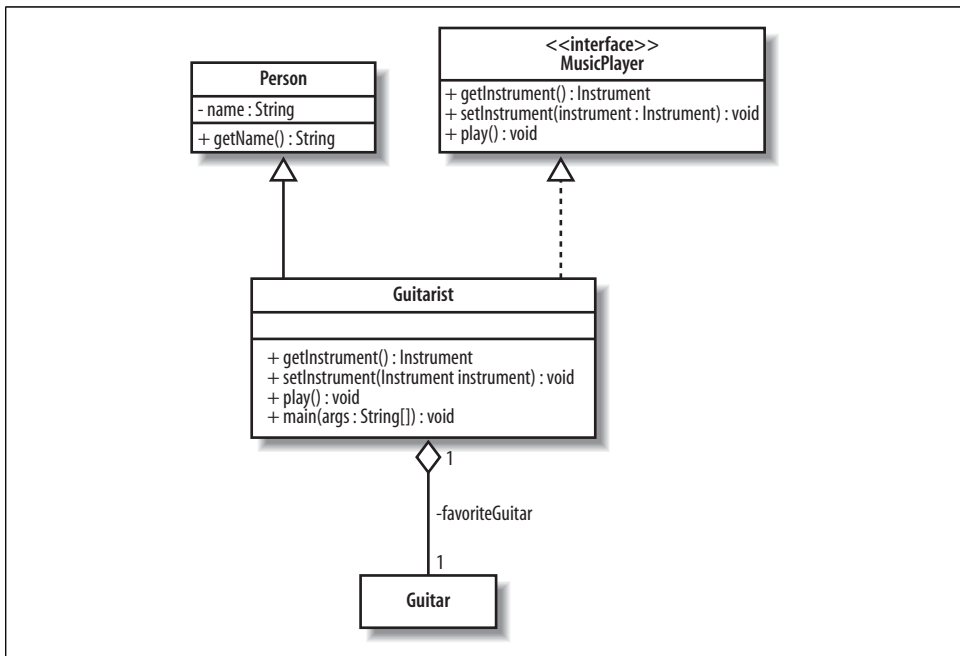 Person
- name : String
+ getName() : String
<<interface>>
MusicPlayer
+ getInstrument() : Instrument
+ setInstrument(instrument : Instrument) : void
+ play() : void
Guitarist
+ getInstrument() : Instrument
+ setInstrument(Instrument instrument) : void
+ play() : void
+ main(args : String[]) : void
1
-favoriteGuitar
1
Guitar